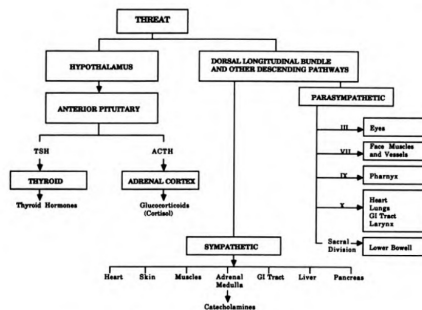 THREAT
HYPOTHALAMUS
DORSAL LONGITUDINAL BUNDLE
AND OTHER DESCENDING PATHWAYS
ANTERIOR PITUITARY
PARASYMPATHETIC
III
Eyes
VII
Face Muscles
and Vessels
TSH
ACTH
IX
Pharnyx
THYROID
ADRENAL CORTEX
Thyroid Hormones
Glucocorticoids
(Cortisol)
X
Heart
Lungs
GI Tract
Larynx
Sacral
Division
Lower Bowell
SYMPATHETIC
Heart
Skin
Muscles
Adrenal
Medulla
GI Tract
Liver
Pancreas
Catecholamines